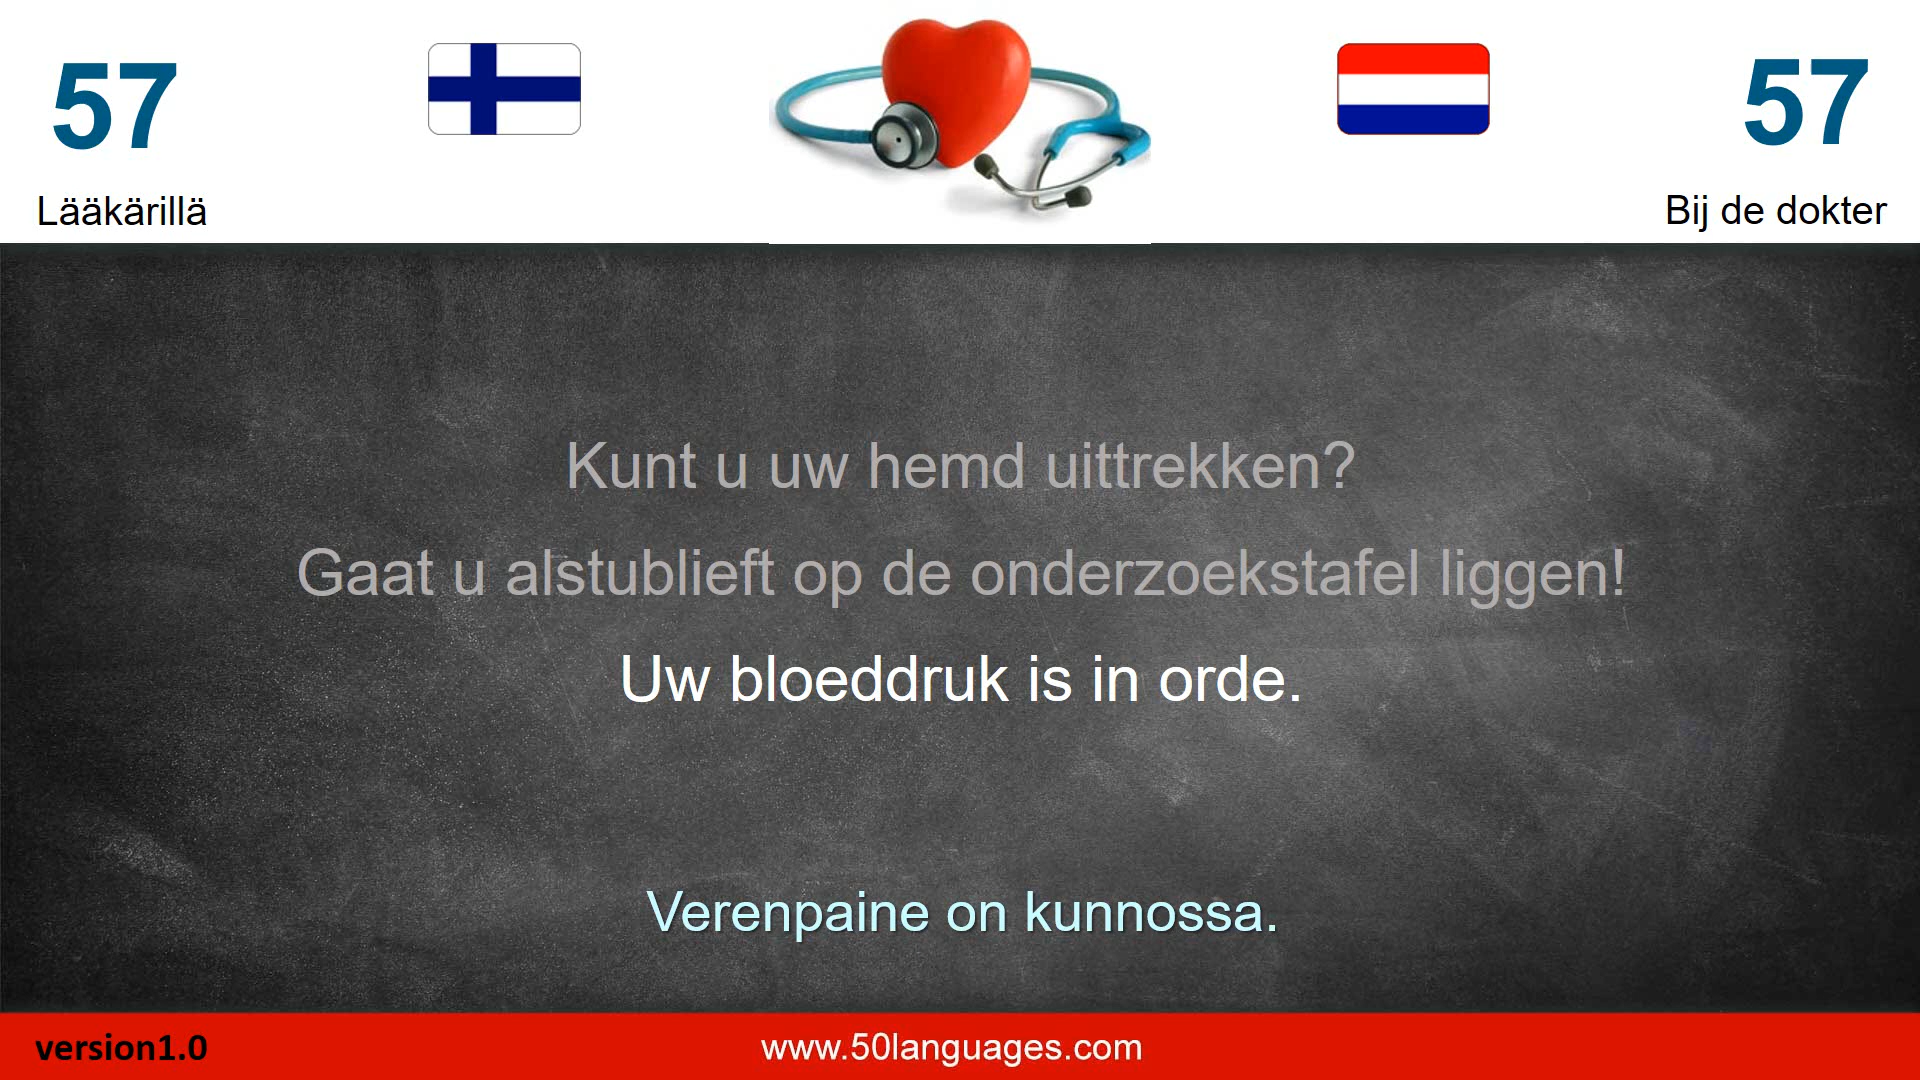 57
57
Lääkärillä
Bij de dokter
Kunt u uw hemd uittrekken?
Gaat u alstublieft op de onderzoekstafel liggen!
Uw bloeddruk is in orde.
Verenpaine on kunnossa.
version1.0
www.50languages.com